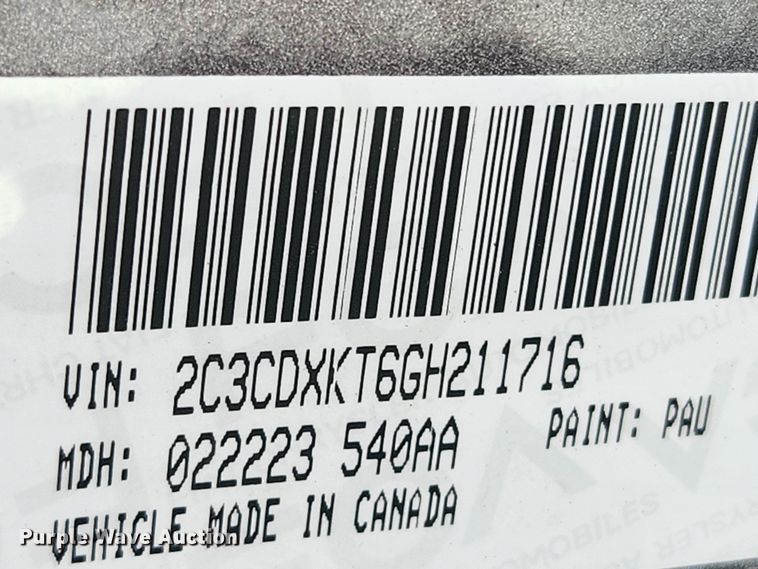 VIN: 2C3CDXKT6GH211716
MDH: 022223 540AA PAINT: PAU
VEHICLE MADE IN CANADA
Purple Wave Auction